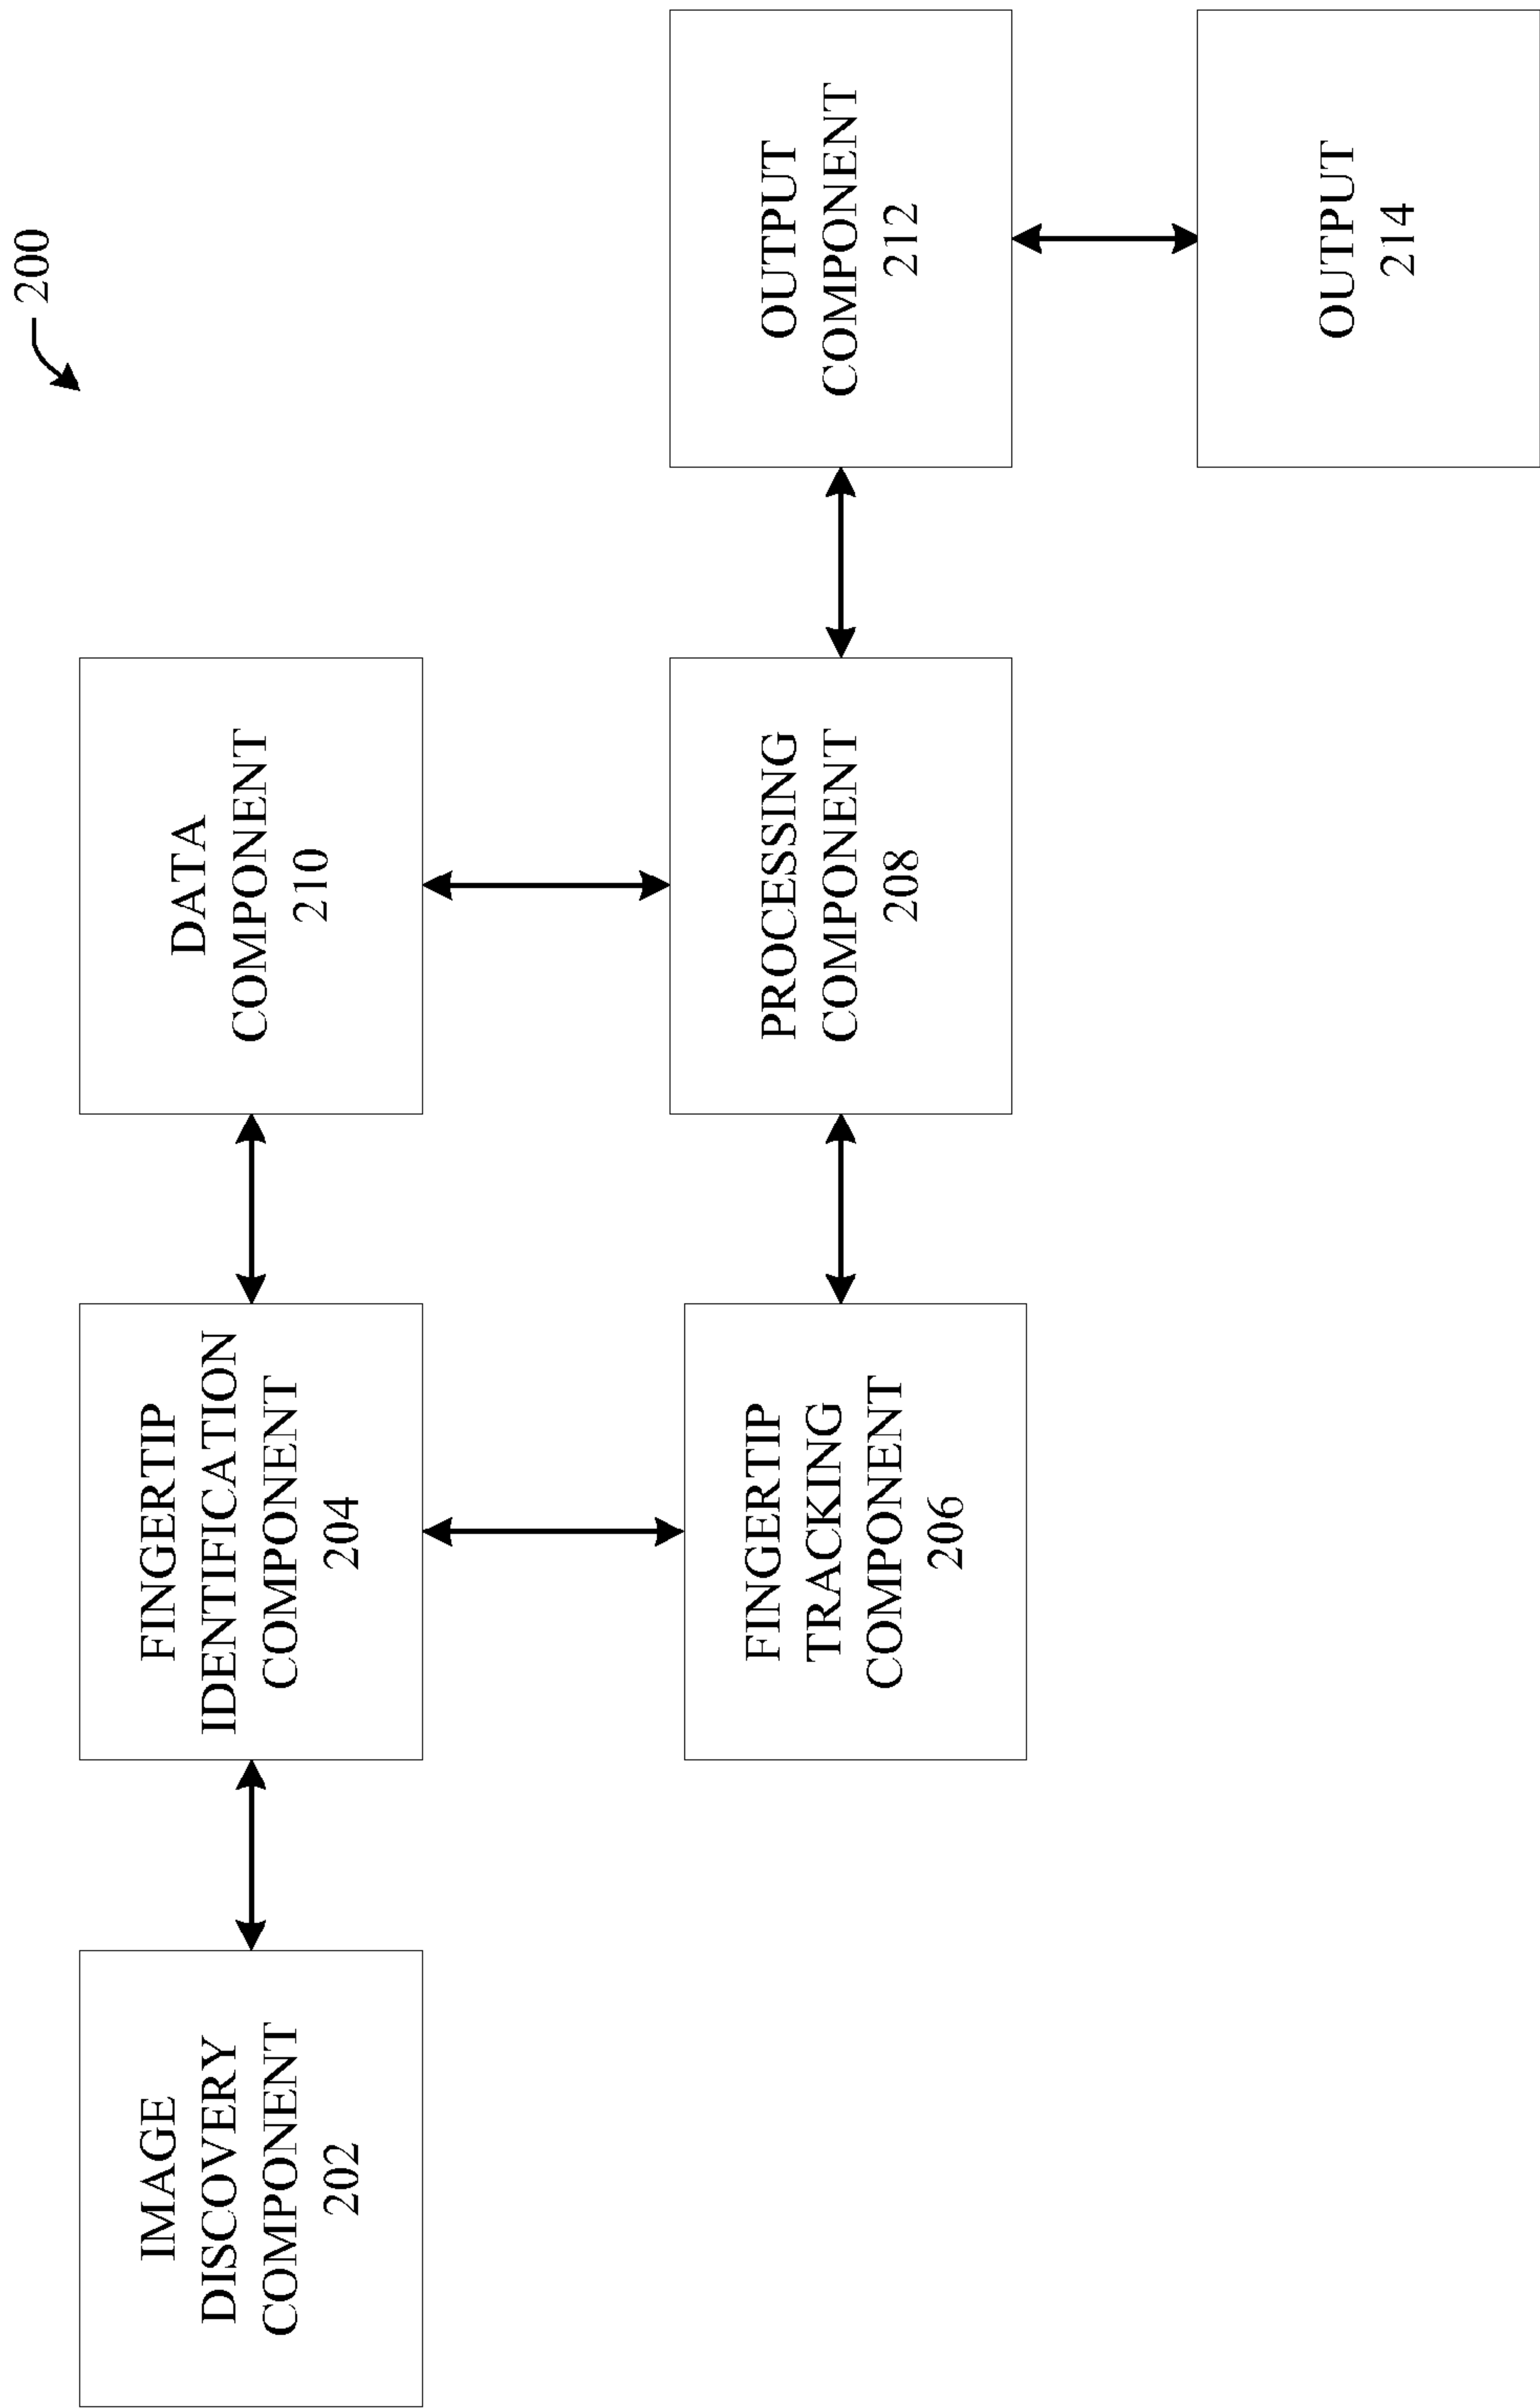 200
IMAGE
DISCOVERY
COMPONENT
202
FINGERTIP
IDENTIFICATION
COMPONENT
204
DATA
COMPONENT
210
FINGERTIP
TRACKING
COMPONENT
206
PROCESSING
COMPONENT
208
OUTPUT
COMPONENT
212
OUTPUT
214